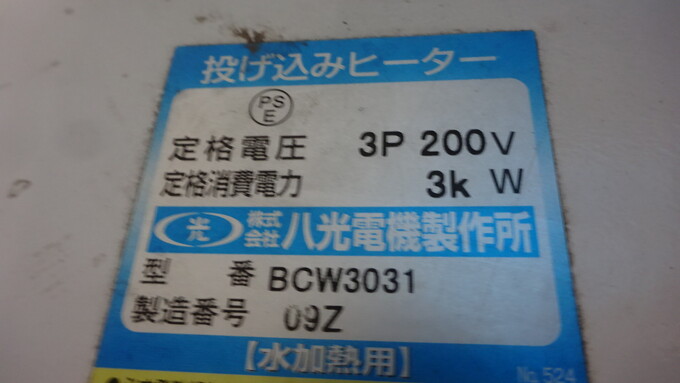 投げ込みヒーター
PS
E
定格電圧 3P 200V
定格消費電力 3k W
光 株式会社 八光電機製作所
型番 BCW3031
製造番号 09Z
【水加熱用】
No.524